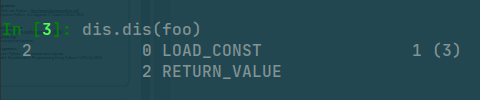 In [3]: dis.dis(foo)
  2           0 LOAD_CONST               1 (3)
              2 RETURN_VALUE